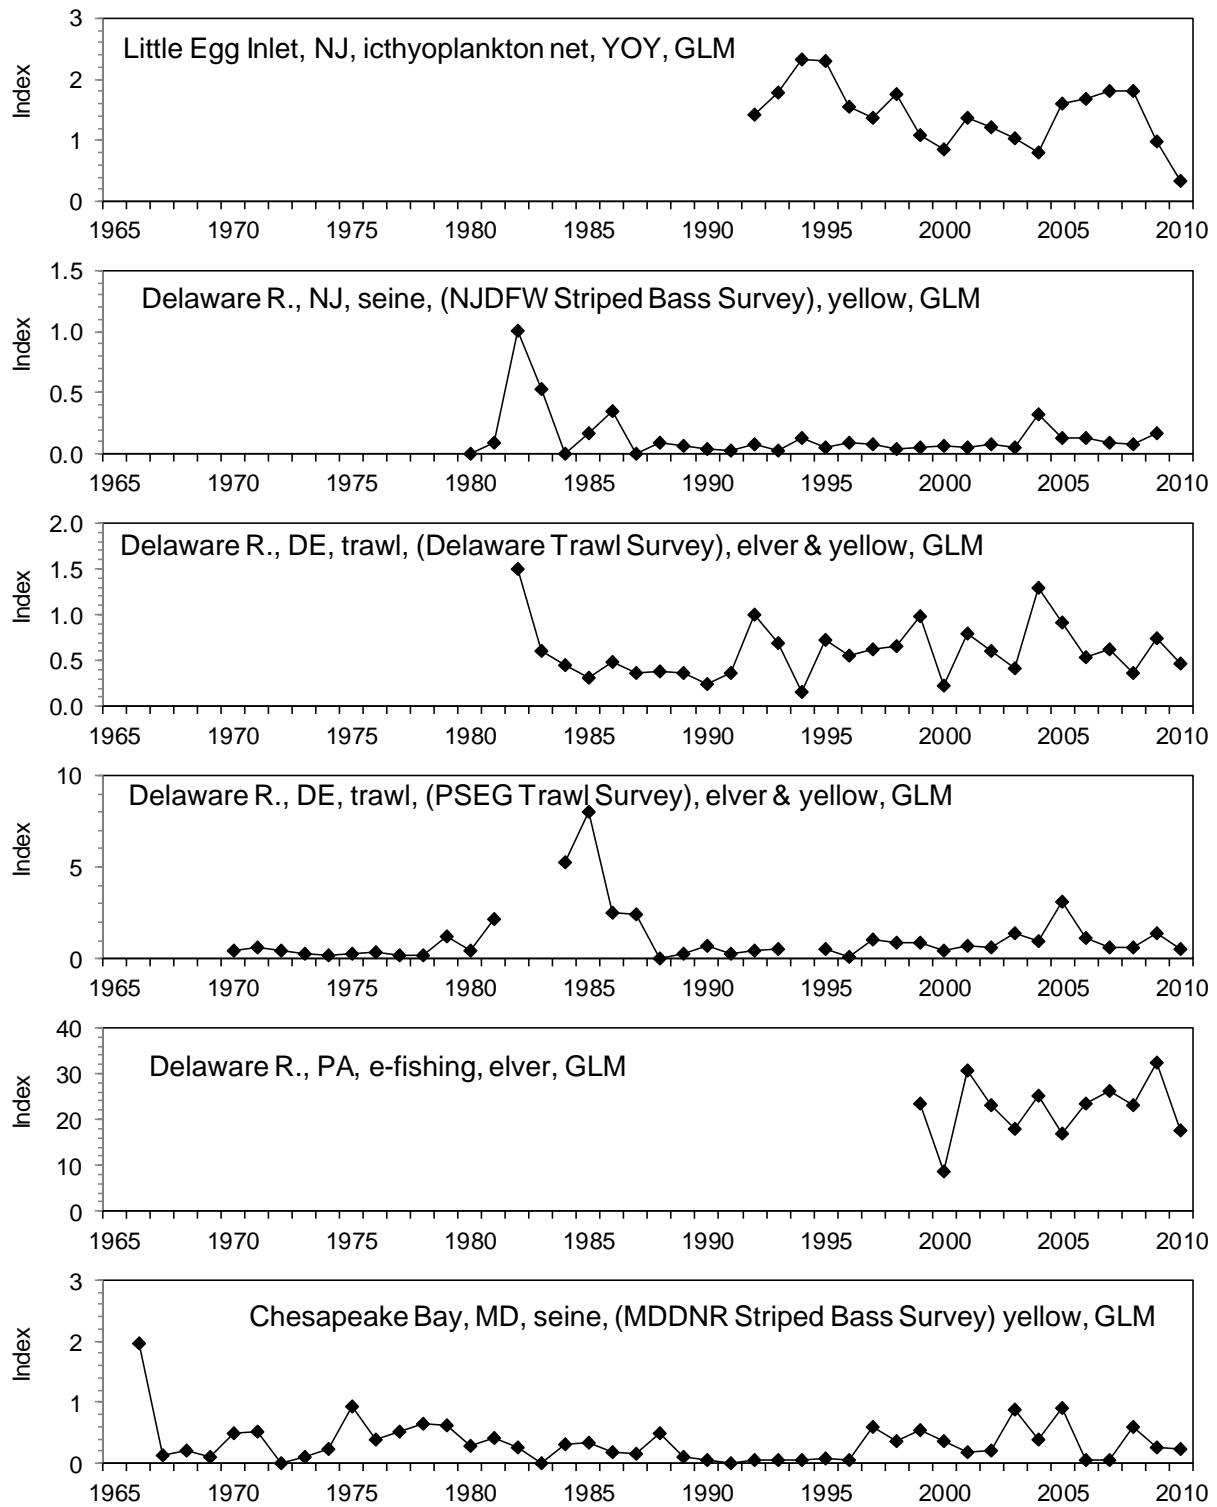 3
Little Egg Inlet, NJ, icthyoplankton net, YOY, GLM
2
Index
1
0
1965 1970 1975 1980 1985 1990 1995 2000 2005 2010
1.5
Delaware R., NJ, seine, (NJDFW Striped Bass Survey), yellow, GLM
1.0
Index
0.5
0.0
1965 1970 1975 1980 1985 1990 1995 2000 2005 2010
2.0
Delaware R., DE, trawl, (Delaware Trawl Survey), elver & yellow, GLM
1.5
Index
1.0
0.5
0.0
1965 1970 1975 1980 1985 1990 1995 2000 2005 2010
10
Delaware R., DE, trawl, (PSEG Trawl Survey), elver & yellow, GLM
Index
5
0
1965 1970 1975 1980 1985 1990 1995 2000 2005 2010
40
Delaware R., PA, e-fishing, elver, GLM
30
Index
20
10
0
1965 1970 1975 1980 1985 1990 1995 2000 2005 2010
3
Chesapeake Bay, MD, seine, (MDDNR Striped Bass Survey) yellow, GLM
2
Index
1
0
1965 1970 1975 1980 1985 1990 1995 2000 2005 2010